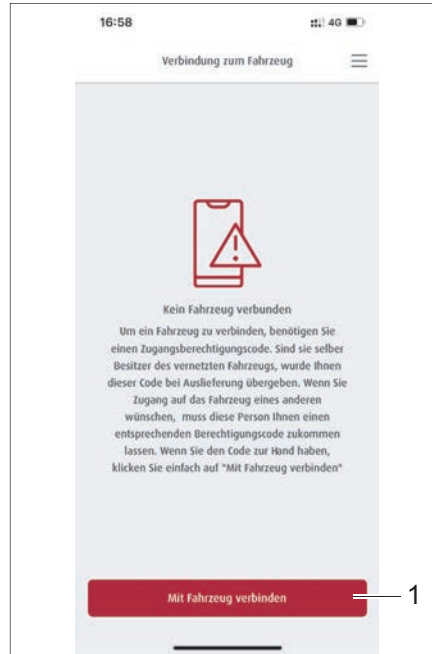 16:58
4G
Verbindung zum Fahrzeug
Kein Fahrzeug verbunden
Um ein Fahrzeug zu verbinden, benötigen Sie
einen Zugangsberechtigungscode. Sind sie selber
Besitzer des vernetzten Fahrzeugs, wurde Ihnen
dieser Code bei Auslieferung übergeben. Wenn Sie
Zugang auf das Fahrzeug eines anderen
wünschen, muss diese Person Ihnen einen
entsprechenden Berechtigungscode zukommen
lassen. Wenn Sie den Code zur Hand haben,
klicken Sie einfach auf "Mit Fahrzeug verbinden"
Mit Fahrzeug verbinden
1